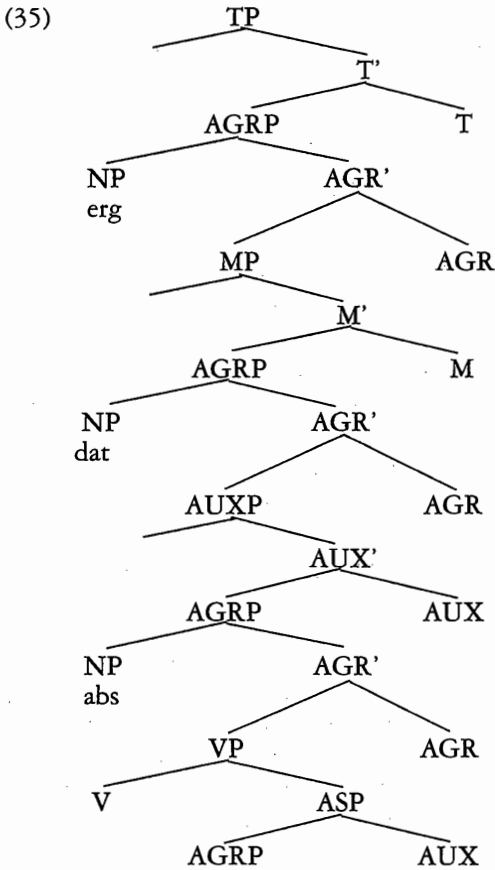 (35) TP
T'
AGRP T
NP AGR'
erg
MP AGR
M'
AGRP M
NP AGR'
dat
AUXP AGR
AUX'
AGRP AUX
NP AGR'
abs
VP AGR
V ASP
AGRP AUX